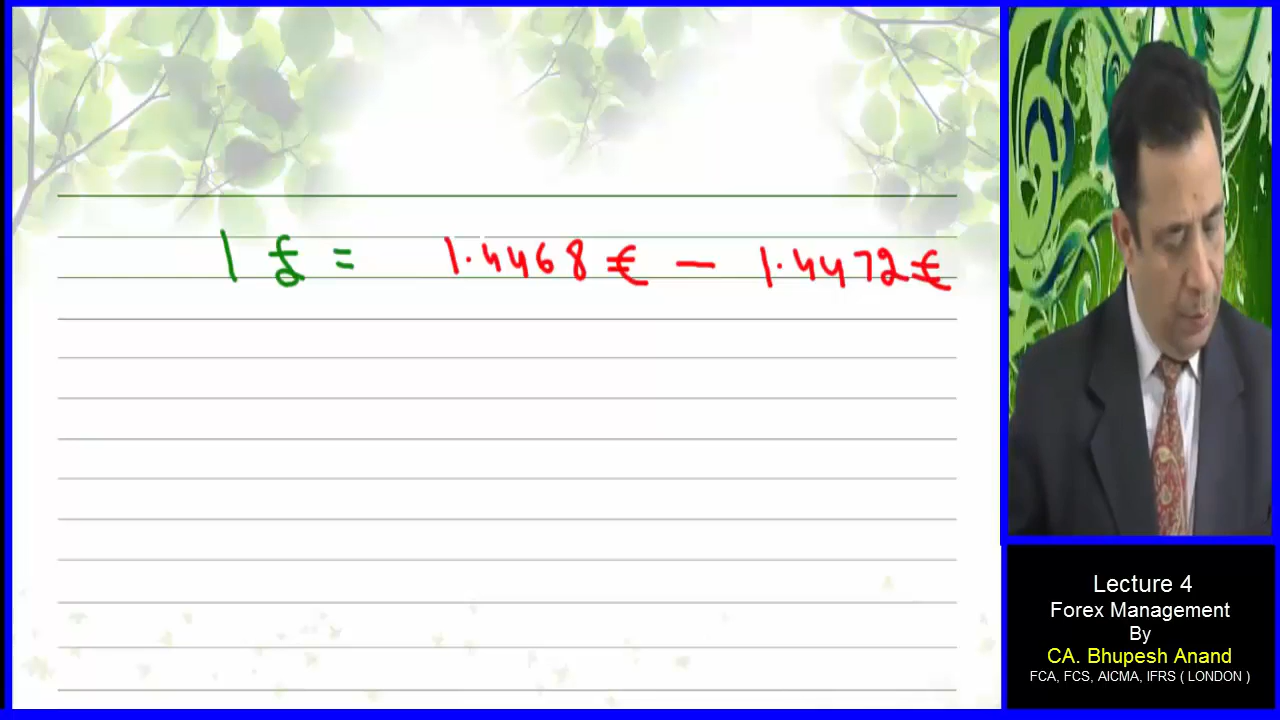 1 £ = 1.4468 € — 1.4472 €
Lecture 4
Forex Management
By
CA. Bhupesh Anand
FCA, FCS, AICMA, IFRS ( LONDON )